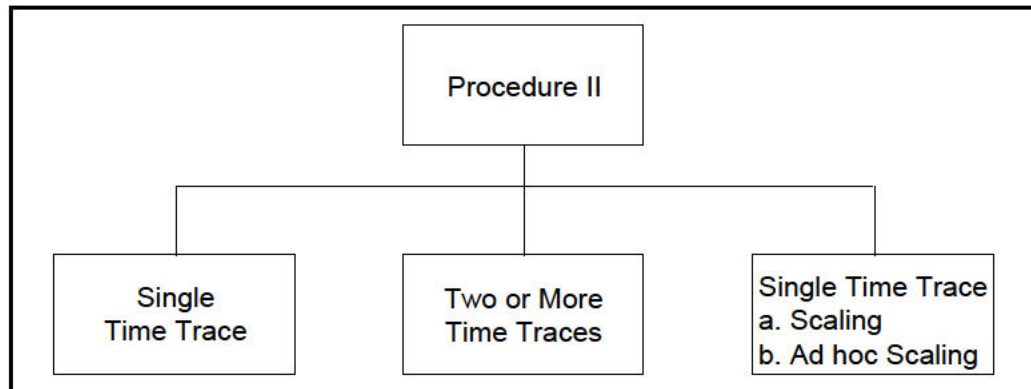 Procedure II
Single
Time Trace
Two or More
Time Traces
Single Time Trace
a. Scaling
b. Ad hoc Scaling